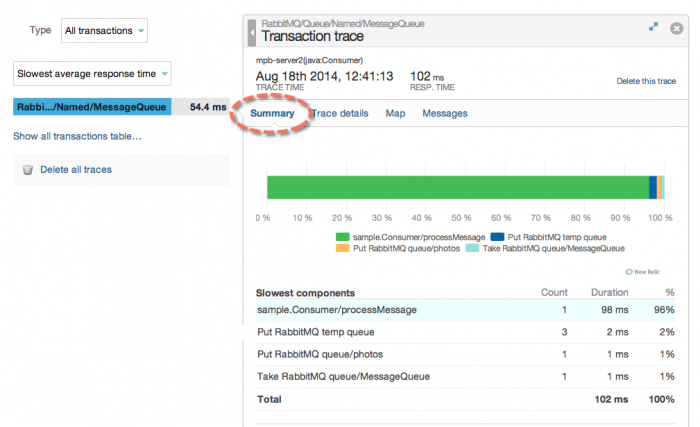 Type All transactions
Slowest average response time
Rabbi.../Named/MessageQueue 54.4 ms
Show all transactions table…
Delete all traces
RabbitMQ/Queue/Named/MessageQueue
Transaction trace
mpb-server2(java:Consumer)
Aug 18th 2014, 12:41:13 102 ms
TRACE TIME RESP. TIME
Delete this trace
Summary Trace details Map Messages
0 % 10 % 20 % 30 % 40 % 50 % 60 % 70 % 80 % 90 % 100 %
sample.Consumer/processMessage Put RabbitMQ temp queue
Put RabbitMQ queue/photos Take RabbitMQ queue/MessageQueue
New Relic
Slowest components Count Duration %
sample.Consumer/processMessage 1 98 ms 96%
Put RabbitMQ temp queue 3 2 ms 2%
Put RabbitMQ queue/photos 1 1 ms 1%
Take RabbitMQ queue/MessageQueue 1 1 ms 1%
Total 102 ms 100%